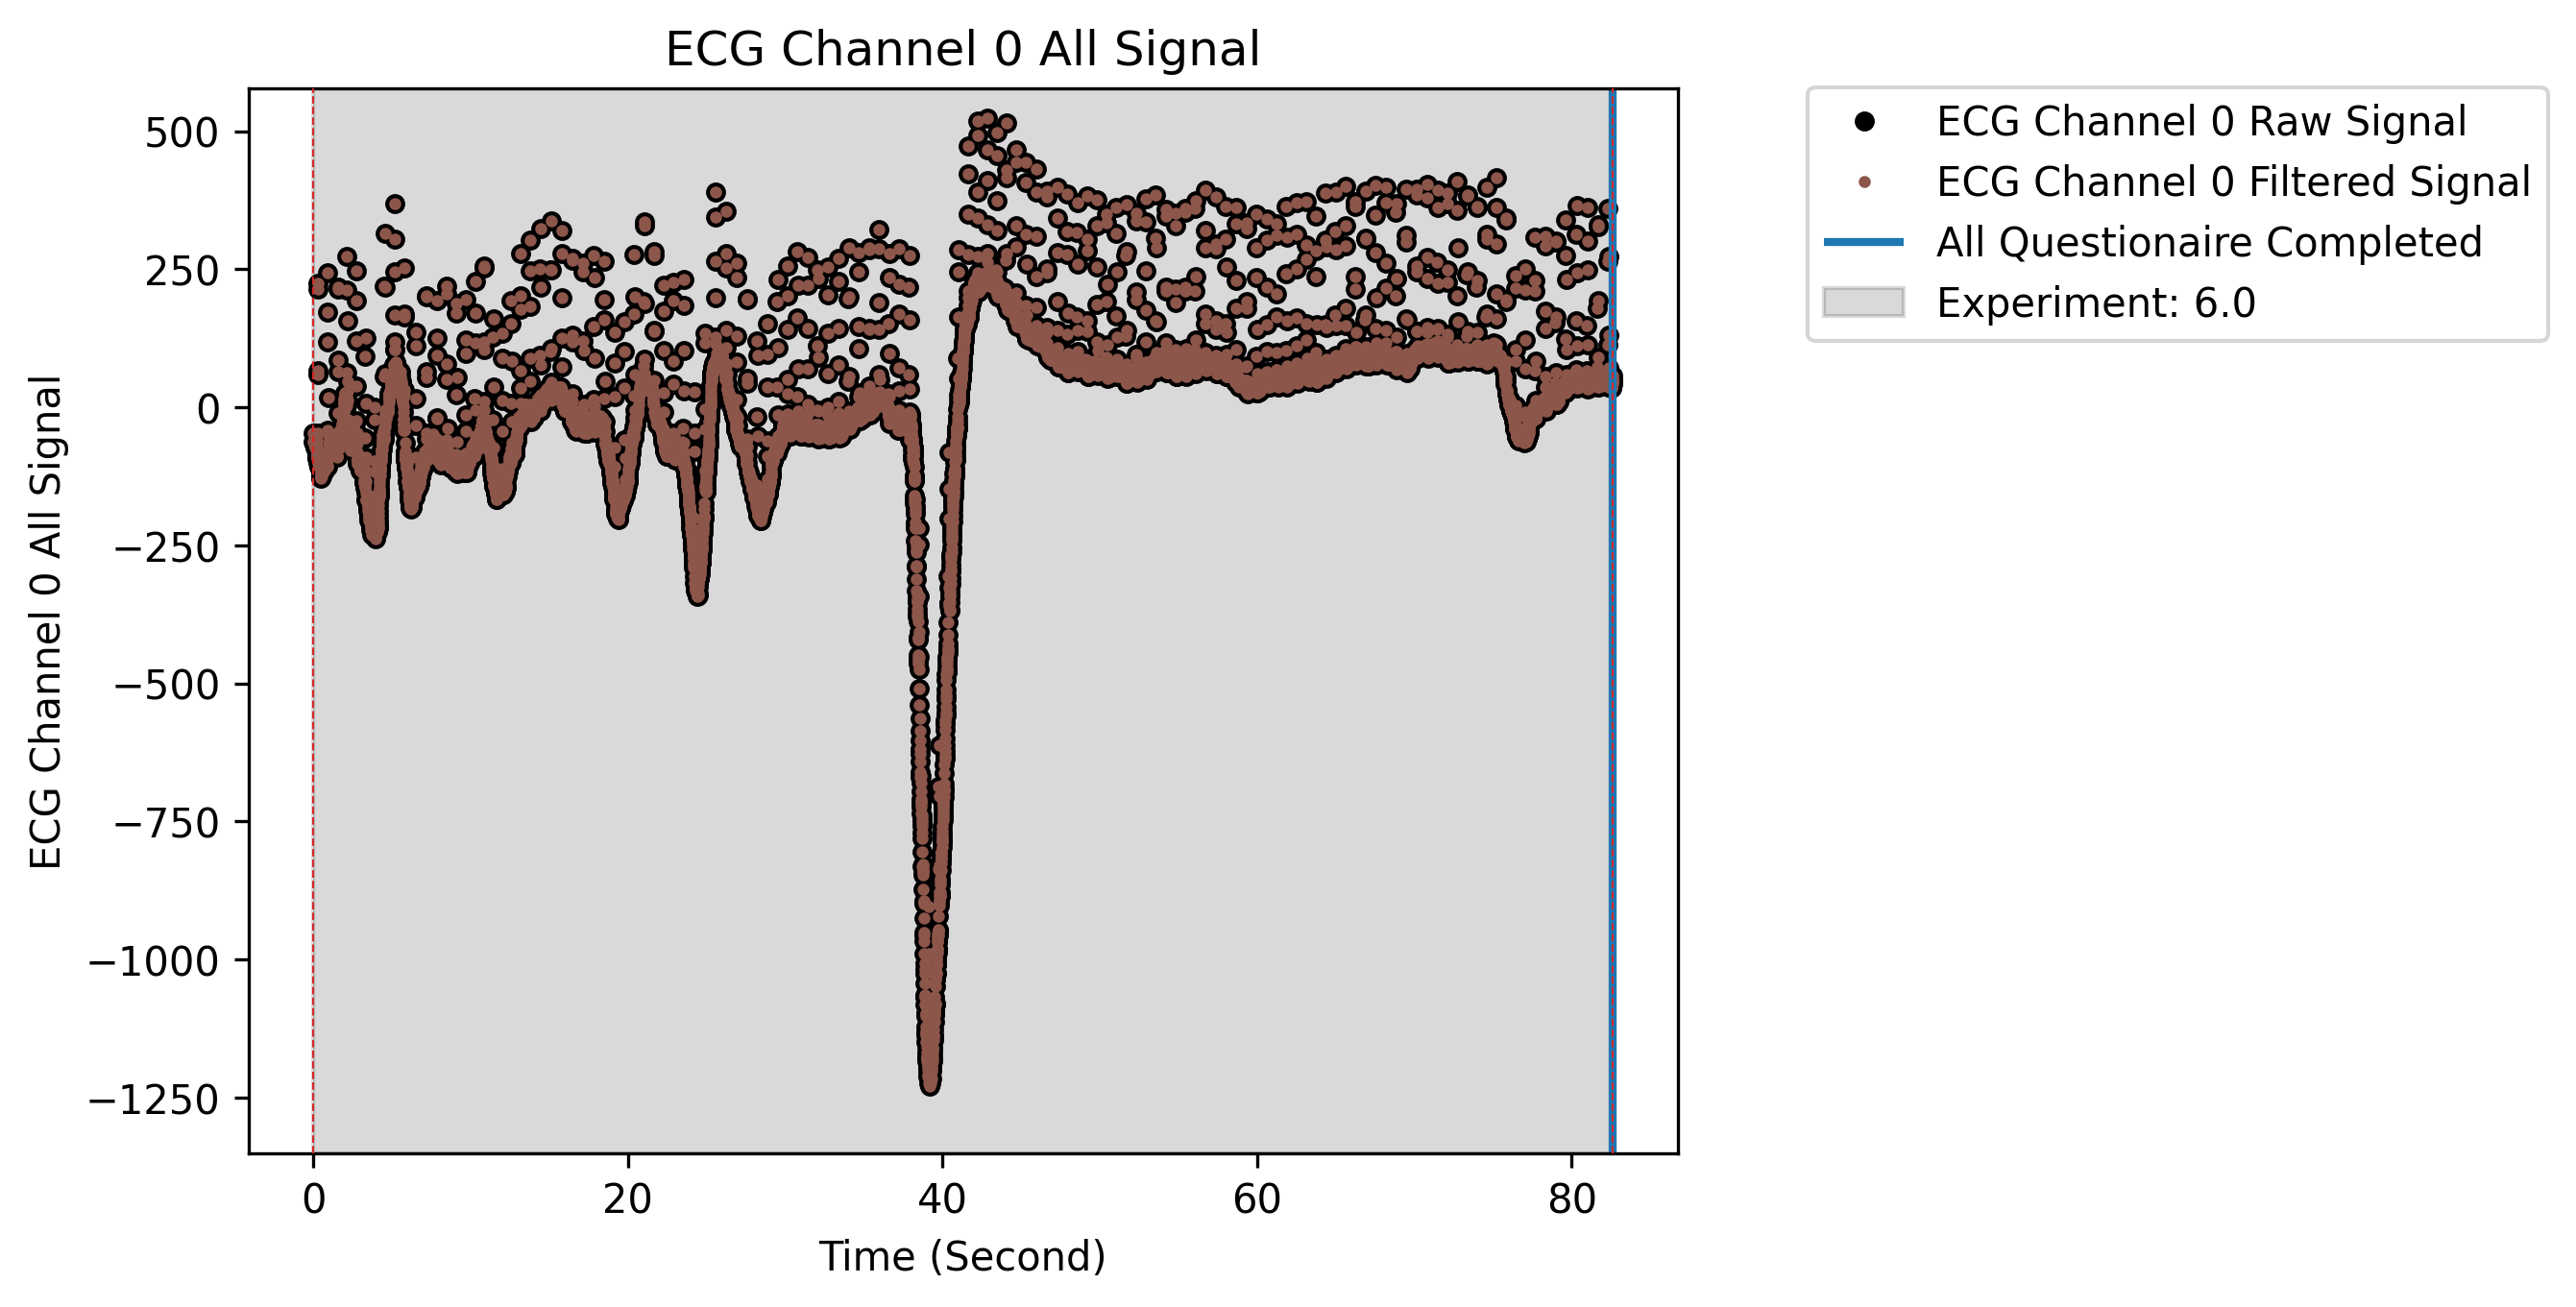 ECG Channel 0 All Signal
ECG Channel 0 All Signal
500
250
0
−250
−500
−750
−1000
−1250
0
20
40
60
80
Time (Second)
ECG Channel 0 Raw Signal
ECG Channel 0 Filtered Signal
All Questionaire Completed
Experiment: 6.0